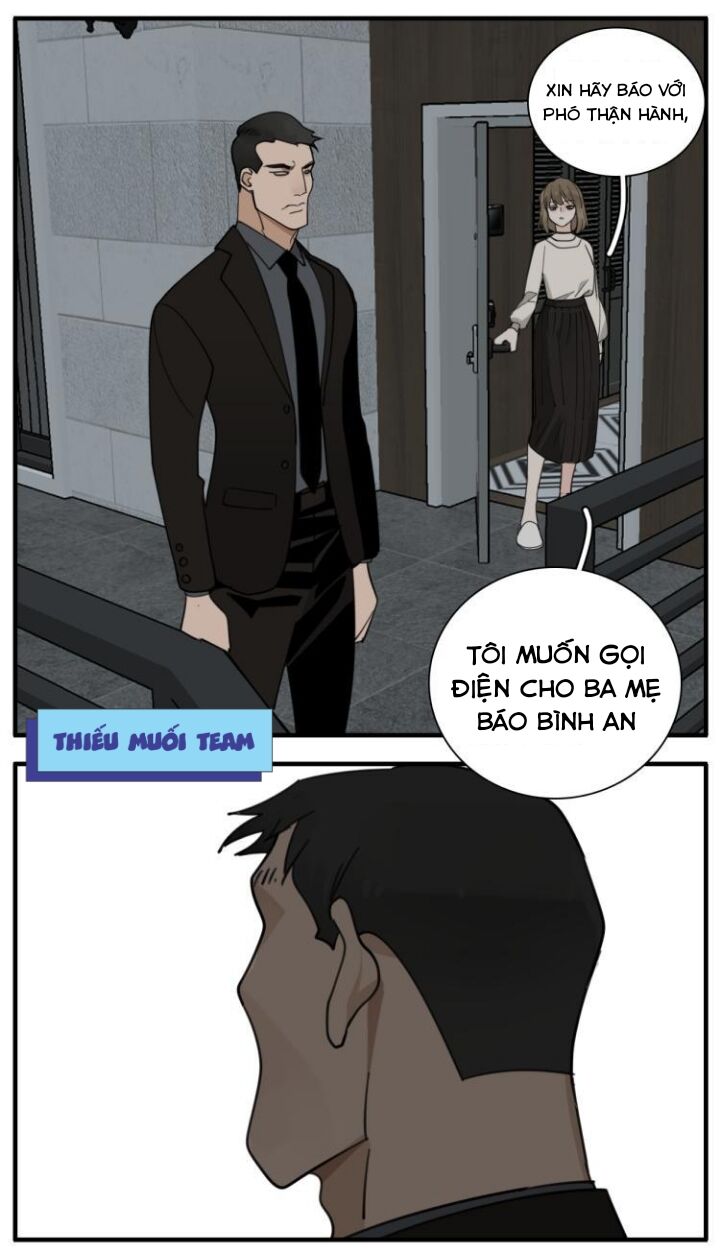 XIN HÃY BÁO VỚI
PHÓ THẬN HÀNH,
TÔI MUỐN GỌI
ĐIỆN CHO BA MẸ
BÁO BÌNH AN
THIẾU MUỐI TEAM